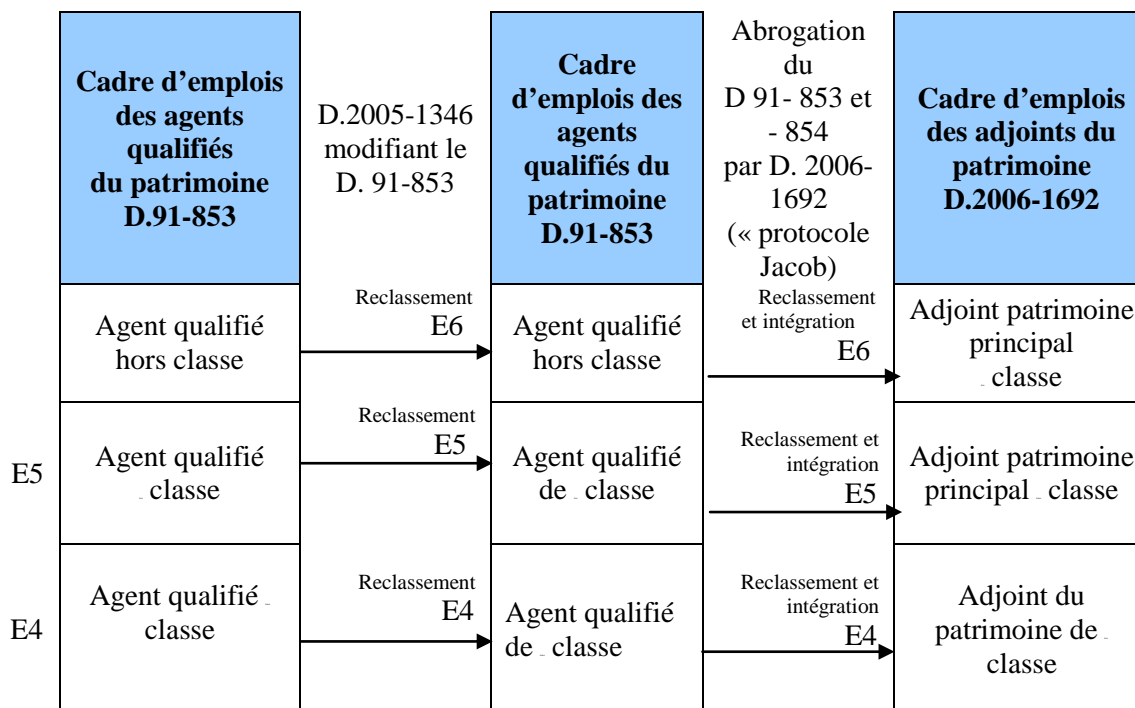 Cadre d'emplois
des agents
qualifiés
du patrimoine
D.91-853
D.2005-1346
modifiant le
D. 91-853
Cadre
d'emplois des
agents
qualifiés du
patrimoine
D.91-853
Abrogation
du
D 91- 853 et
- 854
par D. 2006-
1692
(« protocole
Jacob)
Cadre d'emplois
des adjoints du
patrimoine
D.2006-1692
Agent qualifié
hors classe
Reclassement
E6
Agent qualifié
hors classe
Reclassement
et intégration
E6
Adjoint patrimoine
principal
classe
E5
Agent qualifié
classe
Reclassement
E5
Agent qualifié
de classe
Reclassement et
intégration
E5
Adjoint patrimoine
principal classe
E4
Agent qualifié
classe
Reclassement
E4
Agent qualifié
de classe
Reclassement et
intégration
E4
Adjoint du
patrimoine de
classe